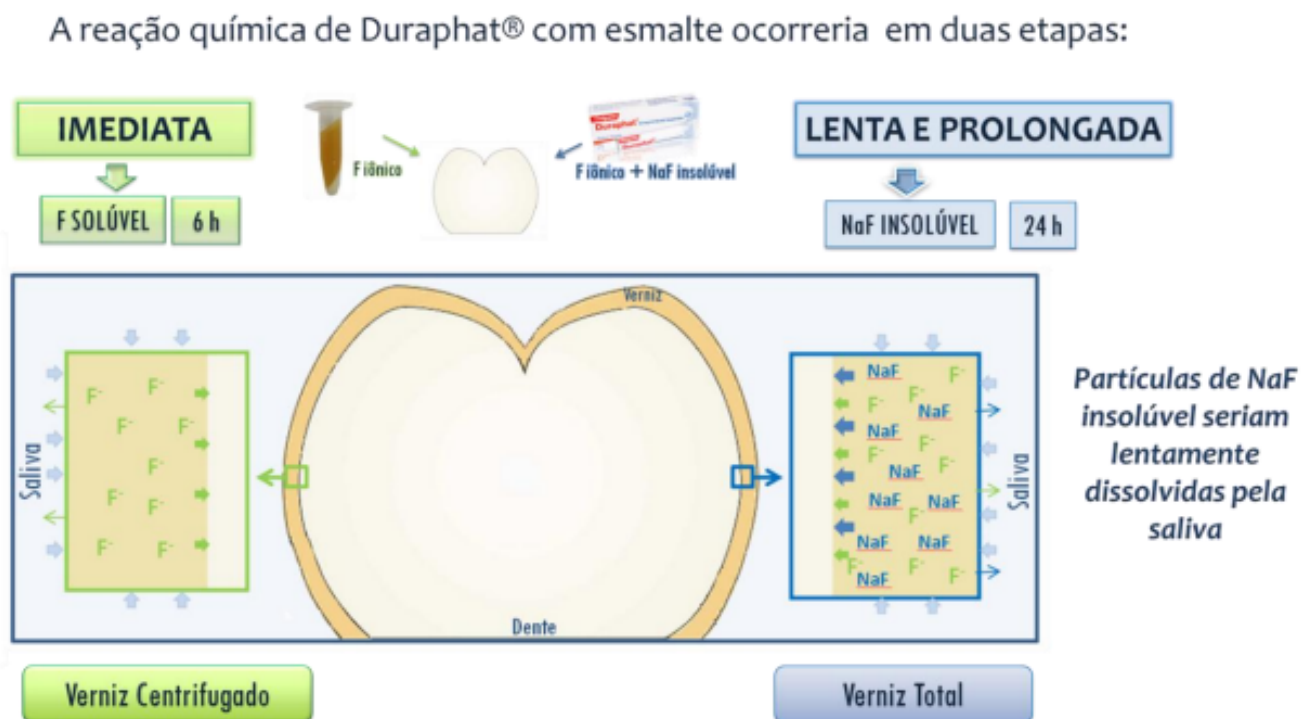 A reação química de Duraphat® com esmalte ocorreria em duas etapas:
IMEDIATA
F SOLÚVEL
6 h
F iônico
Duraphat
F iônico + NaF insolúvel
LENTA E PROLONGADA
NaF INSOLÚVEL
24 h
Saliva
F-
F-
F-
F-
F-
F-
F-
F-
F-
Verniz
Dente
NaF
F-
F-
F-
NaF
NaF
F-
F-
F-
NaF
NaF
NaF
F-
NaF
NaF
F-
F-
NaF
Saliva
Partículas de NaF
insolúvel seriam
lentamente
dissolvidas pela
saliva
Verniz Centrifugado
Verniz Total